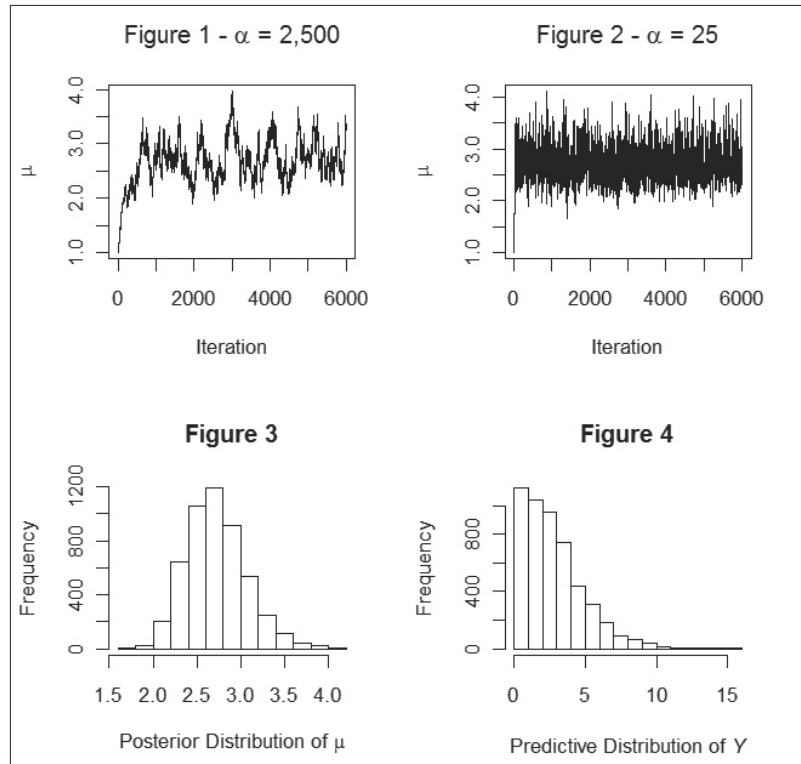 Figure 1 - α = 2,500
μ
4.0
3.0
2.0
1.0
0 2000 4000 6000
Iteration
Figure 2 - α = 25
μ
4.0
3.0
2.0
1.0
0 2000 4000 6000
Iteration
Figure 3
Frequency
1200
800
400
0
1.5 2.0 2.5 3.0 3.5 4.0
Posterior Distribution of μ
Figure 4
Frequency
800
400
0
0 5 10 15
Predictive Distribution of Y